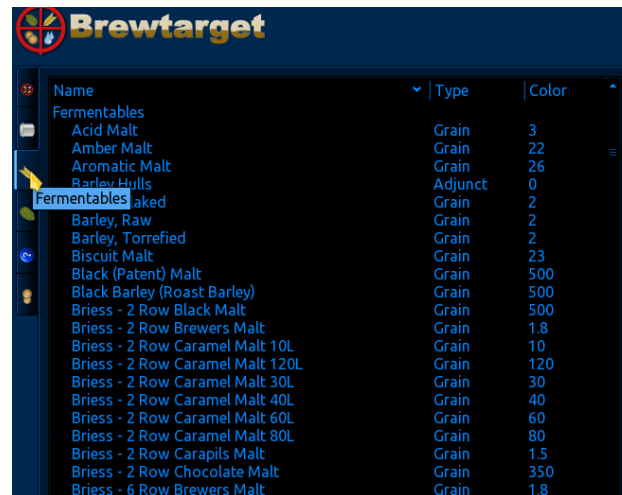 Brewtarget
Name Type Color
Fermentables
Acid Malt Grain 3
Amber Malt Grain 22
Aromatic Malt Grain 26
Barley Hulls Adjunct 0
Fermentables
laked Grain 2
Barley, Raw Grain 2
Barley, Torrefied Grain 2
Biscuit Malt Grain 23
Black (Patent) Malt Grain 500
Black Barley (Roast Barley) Grain 500
Briess - 2 Row Black Malt Grain 500
Briess - 2 Row Brewers Malt Grain 1.8
Briess - 2 Row Caramel Malt 10L Grain 10
Briess - 2 Row Caramel Malt 120L Grain 120
Briess - 2 Row Caramel Malt 30L Grain 30
Briess - 2 Row Caramel Malt 40L Grain 40
Briess - 2 Row Caramel Malt 60L Grain 60
Briess - 2 Row Caramel Malt 80L Grain 80
Briess - 2 Row Carapils Malt Grain 1.5
Briess - 2 Row Chocolate Malt Grain 350
Briess - 6 Row Brewers Malt Grain 1.8